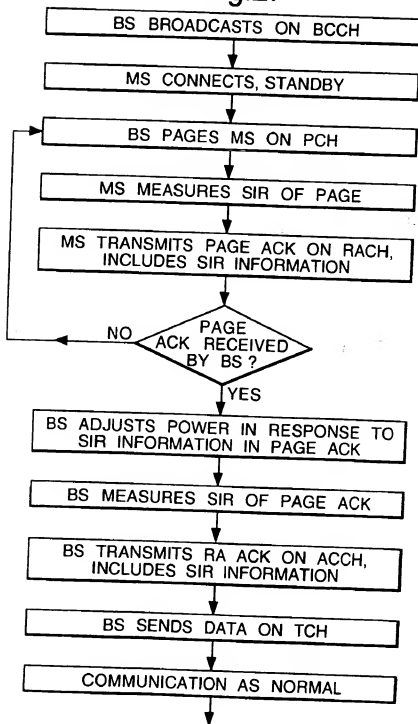 BS BROADCASTS ON BCCH
MS CONNECTS, STANDBY
BS PAGES MS ON PCH
MS MEASURES SIR OF PAGE
MS TRANSMITS PAGE ACK ON RACH,
INCLUDES SIR INFORMATION
PAGE
ACK RECEIVED
BY BS ?
NO
YES
BS ADJUSTS POWER IN RESPONSE TO
SIR INFORMATION IN PAGE ACK
BS MEASURES SIR OF PAGE ACK
BS TRANSMITS RA ACK ON ACCH,
INCLUDES SIR INFORMATION
BS SENDS DATA ON TCH
COMMUNICATION AS NORMAL